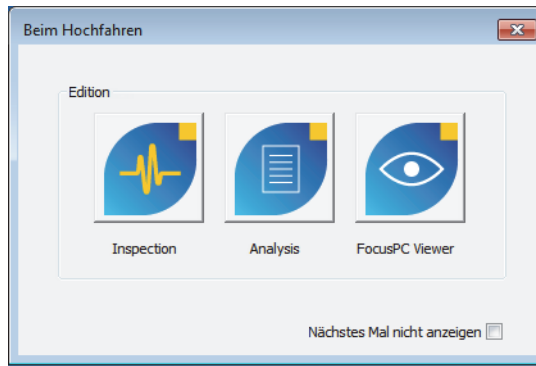 Beim Hochfahren
Edition
Inspection Analysis FocusPC Viewer
Nächstes Mal nicht anzeigen